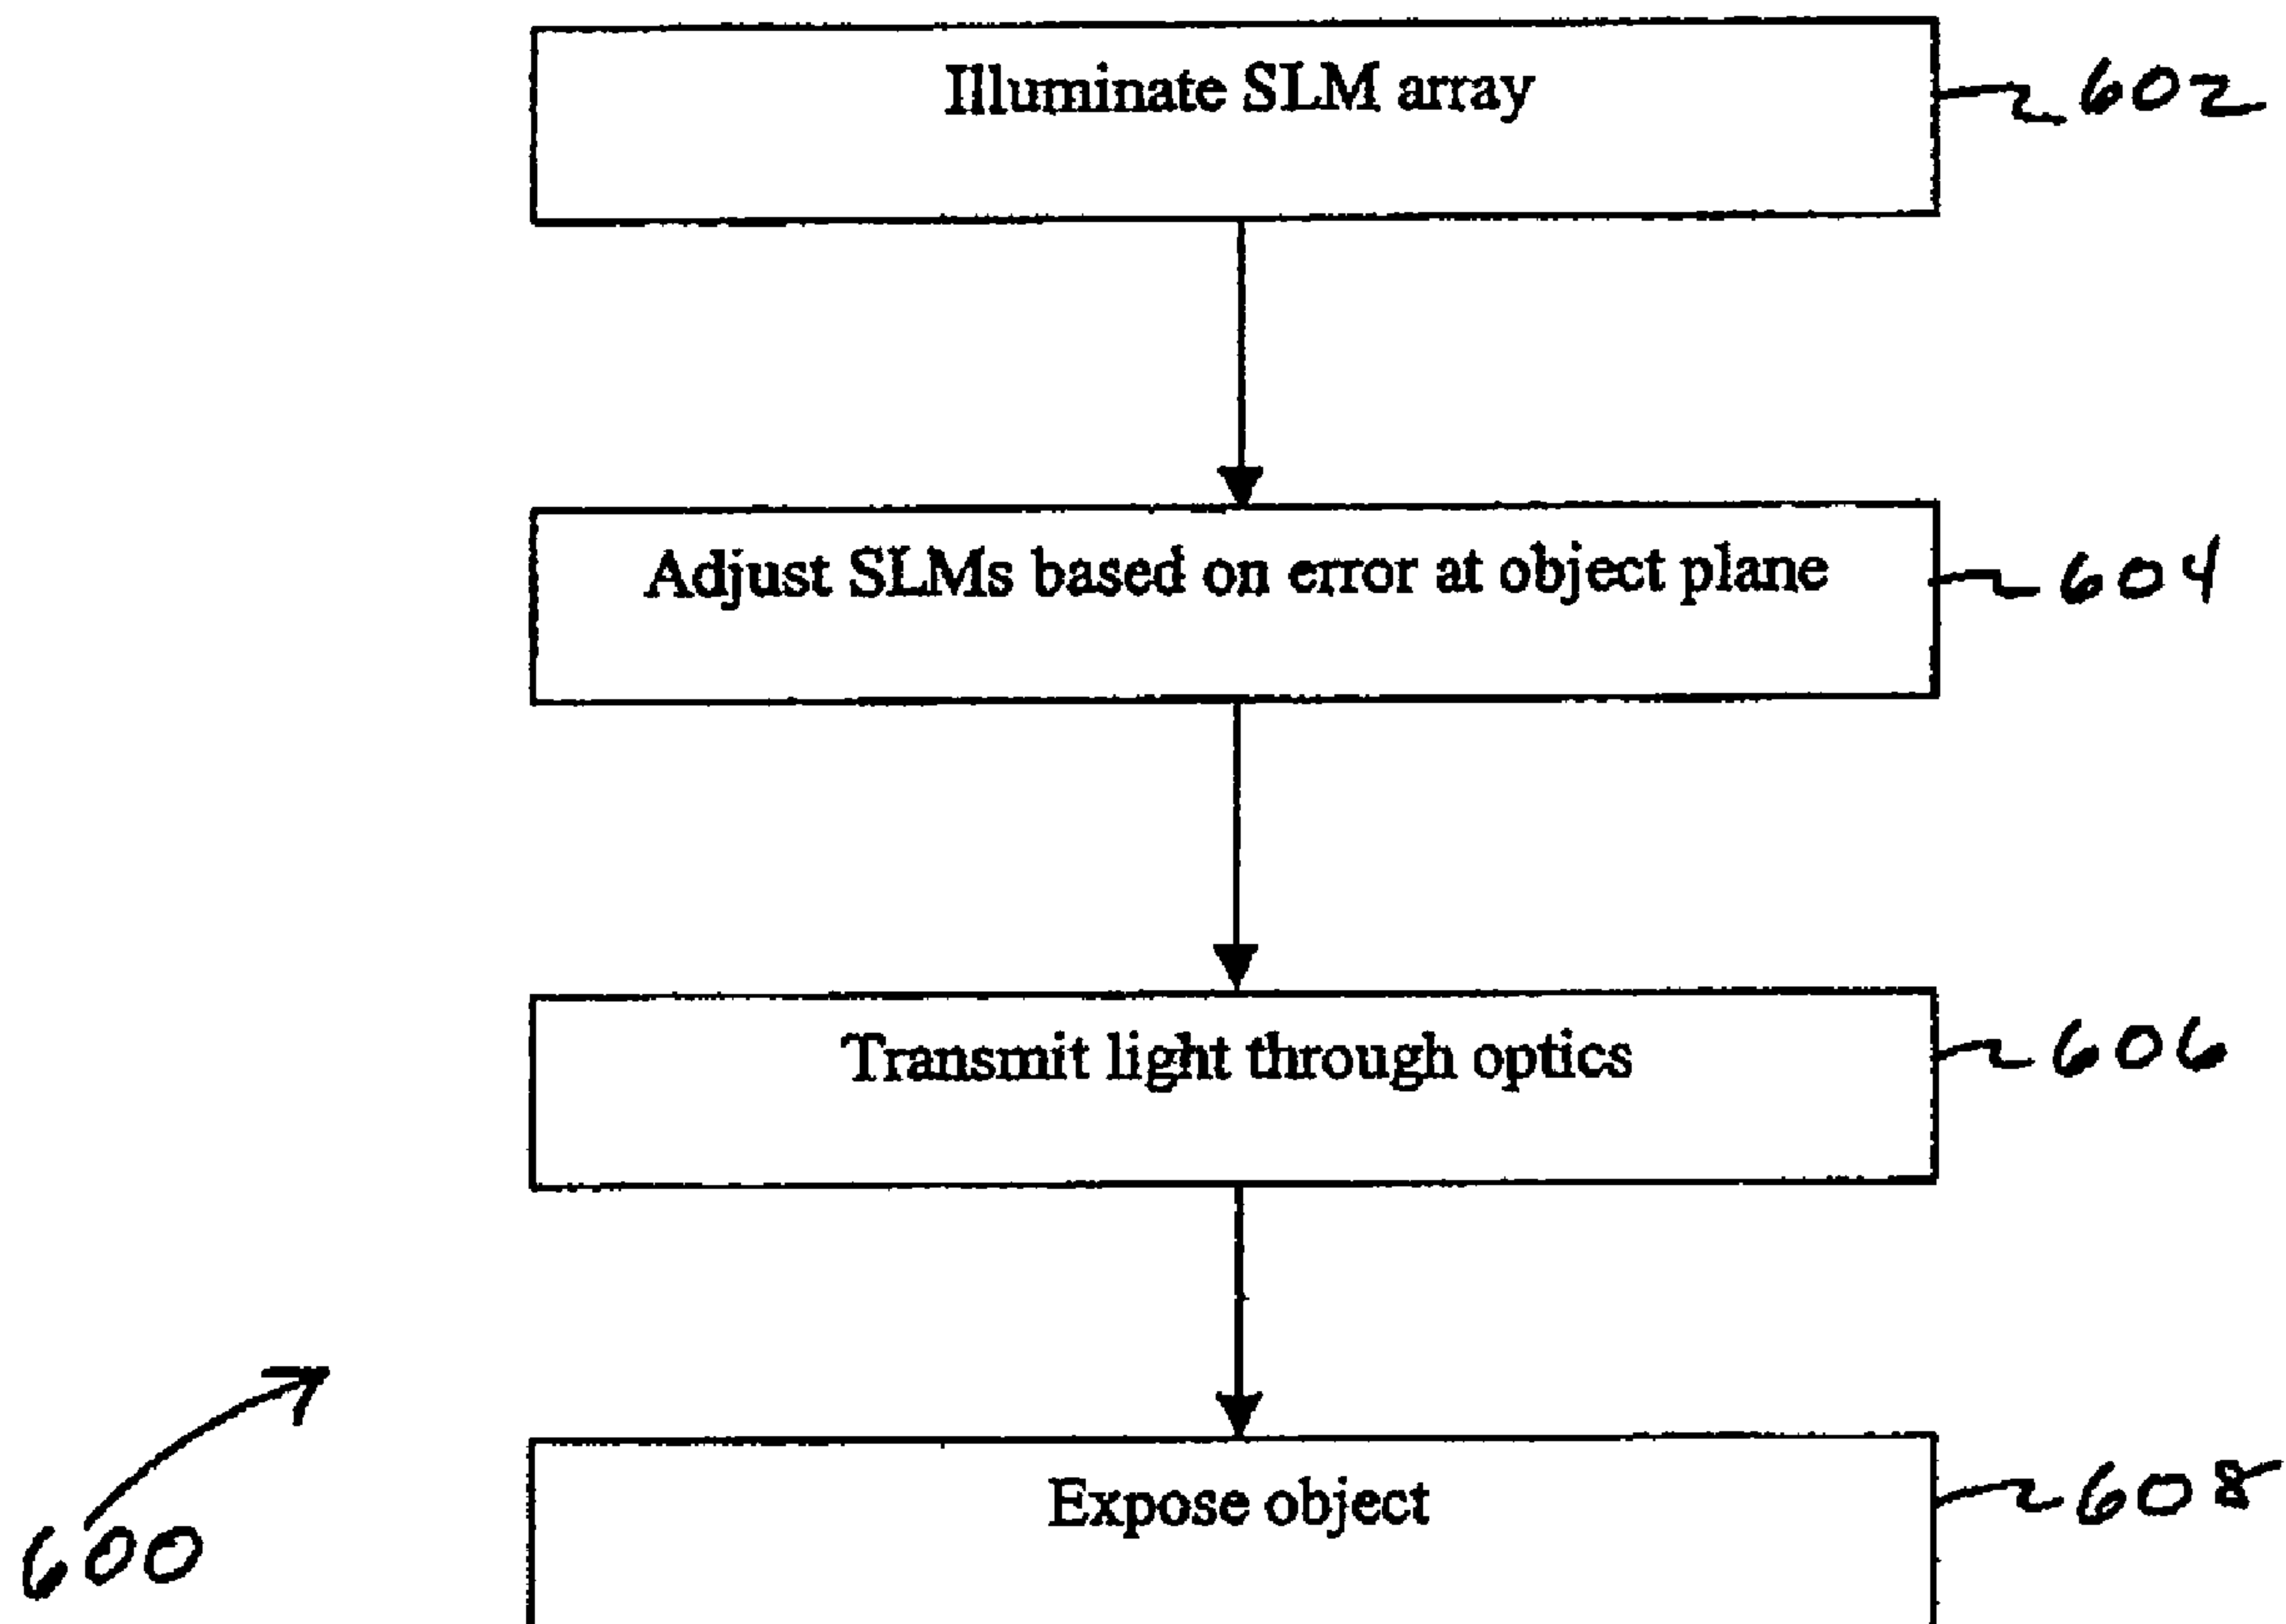 Illuminate SLM array
602
Adjust SLMs based on error at object plane
604
Transmit light through optics
606
Expose object
608
600